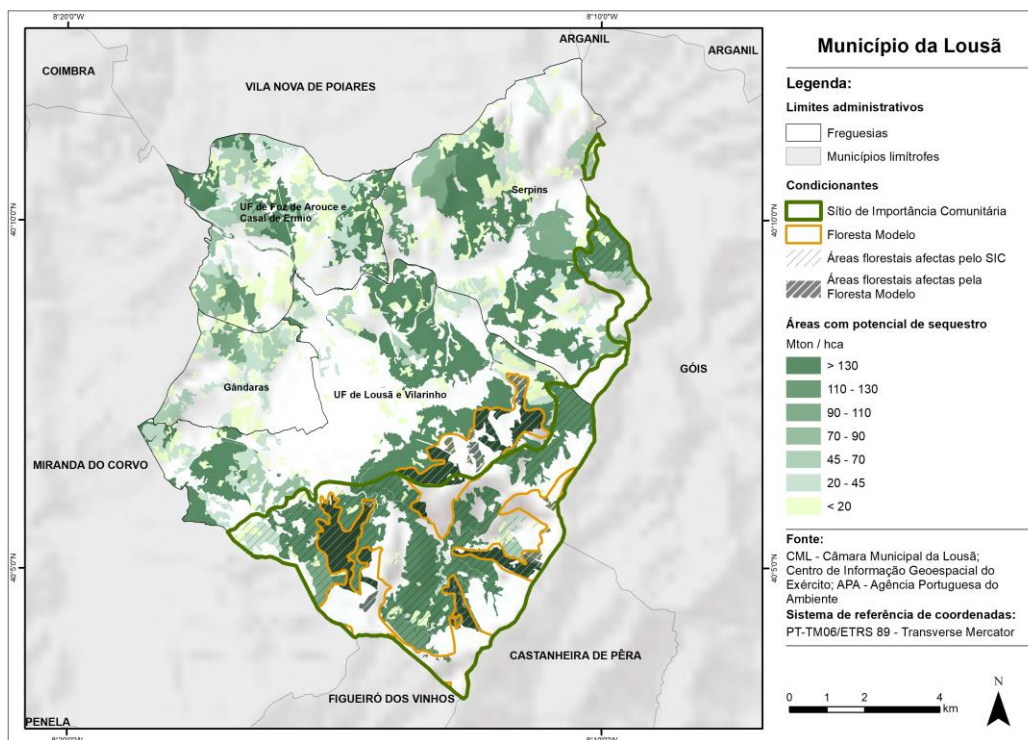 8°20'0"W
8°10'0"W
ARGANIL
ARGANIL
COIMBRA
VILA NOVA DE POIARES
Serpins
UF de Foz de Arouce e
Casal de Ermio
40°10'0"N
40°10'0"N
GÓIS
Gândaras
UF de Lousã e Vilarinho
MIRANDA DO CORVO
40°5'0"N
40°5'0"N
CASTANHEIRA DE PÊRA
FIGUEIRÓ DOS VINHOS
PENELA
8°20'0"W
8°10'0"W
Município da Lousã
Legenda:
Limites administrativos
Freguesias
Municípios limítrofes
Condicionantes
Sítio de Importância Comunitária
Floresta Modelo
Áreas florestais afectas pelo SIC
Áreas florestais afectas pela
Floresta Modelo
Áreas com potencial de sequestro
Mton / hca
> 130
110 - 130
90 - 110
70 - 90
45 - 70
20 - 45
< 20
Fonte:
CML - Câmara Municipal da Lousã;
Centro de Informação Geoespacial do
Exército; APA - Agência Portuguesa do
Ambiente
Sistema de referência de coordenadas:
PT-TM06/ETRS 89 - Transverse Mercator
0 1 2 4
km
N